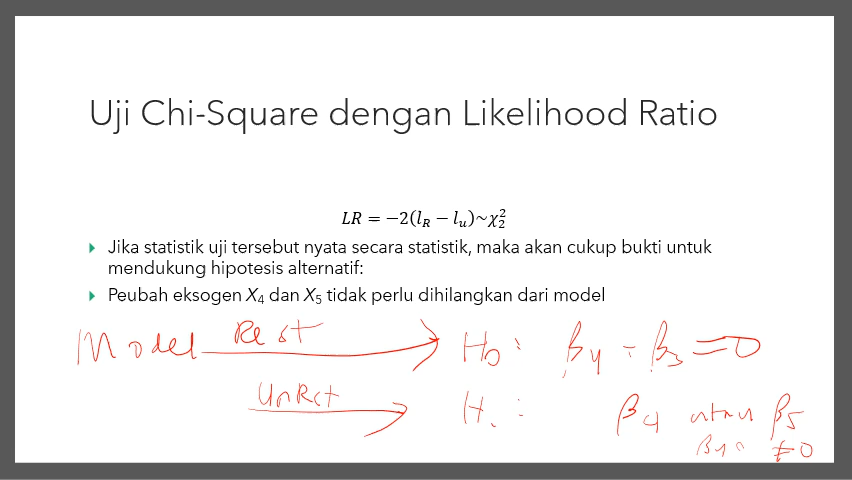 Uji Chi-Square dengan Likelihood Ratio
LR = −2(l_R − l_u)~χ²₂
Jika statistik uji tersebut nyata secara statistik, maka akan cukup bukti untuk
mendukung hipotesis alternatif:
Peubah eksogen X₄ dan X₅ tidak perlu dihilangkan dari model
Model Rest H₀ : β₄ = β₅ = 0
UnRst H₁ : β₄ atau β₅
≠ 0